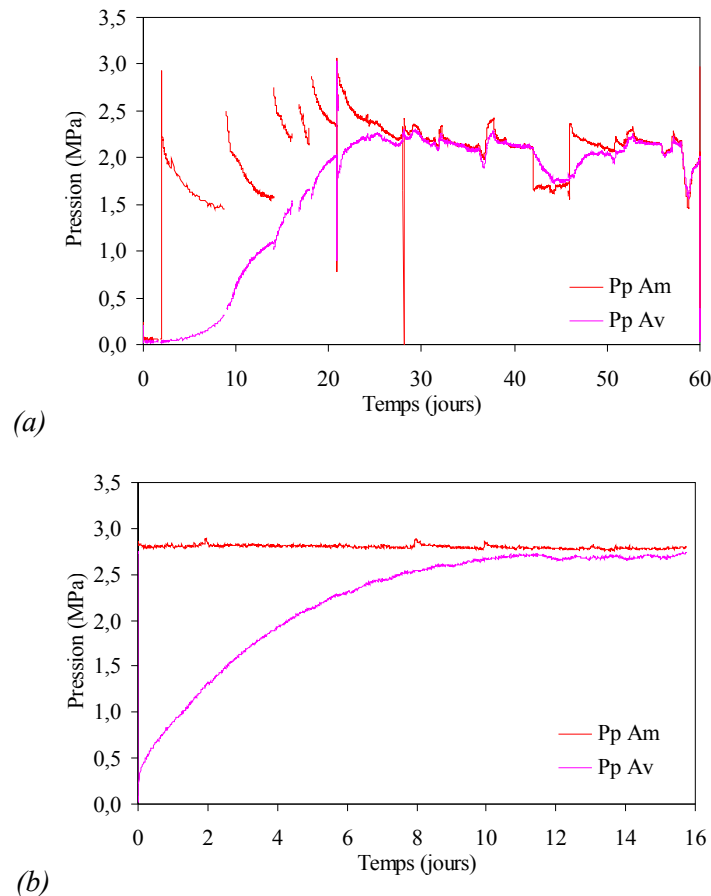 3,5
3,0
2,5
2,0
1,5
1,0
0,5
0,0
Pression (MPa)
Pp Am
Pp Av
0 10 20 30 40 50 60
Temps (jours)
(a)
3,5
3,0
2,5
2,0
1,5
1,0
0,5
0,0
Pression (MPa)
Pp Am
Pp Av
0 2 4 6 8 10 12 14 16
Temps (jours)
(b)